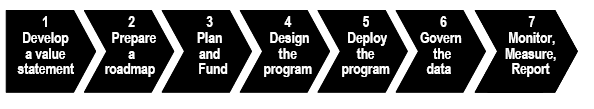 1
Develop
a value
statement
2
Prepare
a
roadmap
3
Plan
and
Fund
4
Design
the
program
5
Deploy
the
program
6
Govern
the
data
7
Monitor,
Measure,
Report